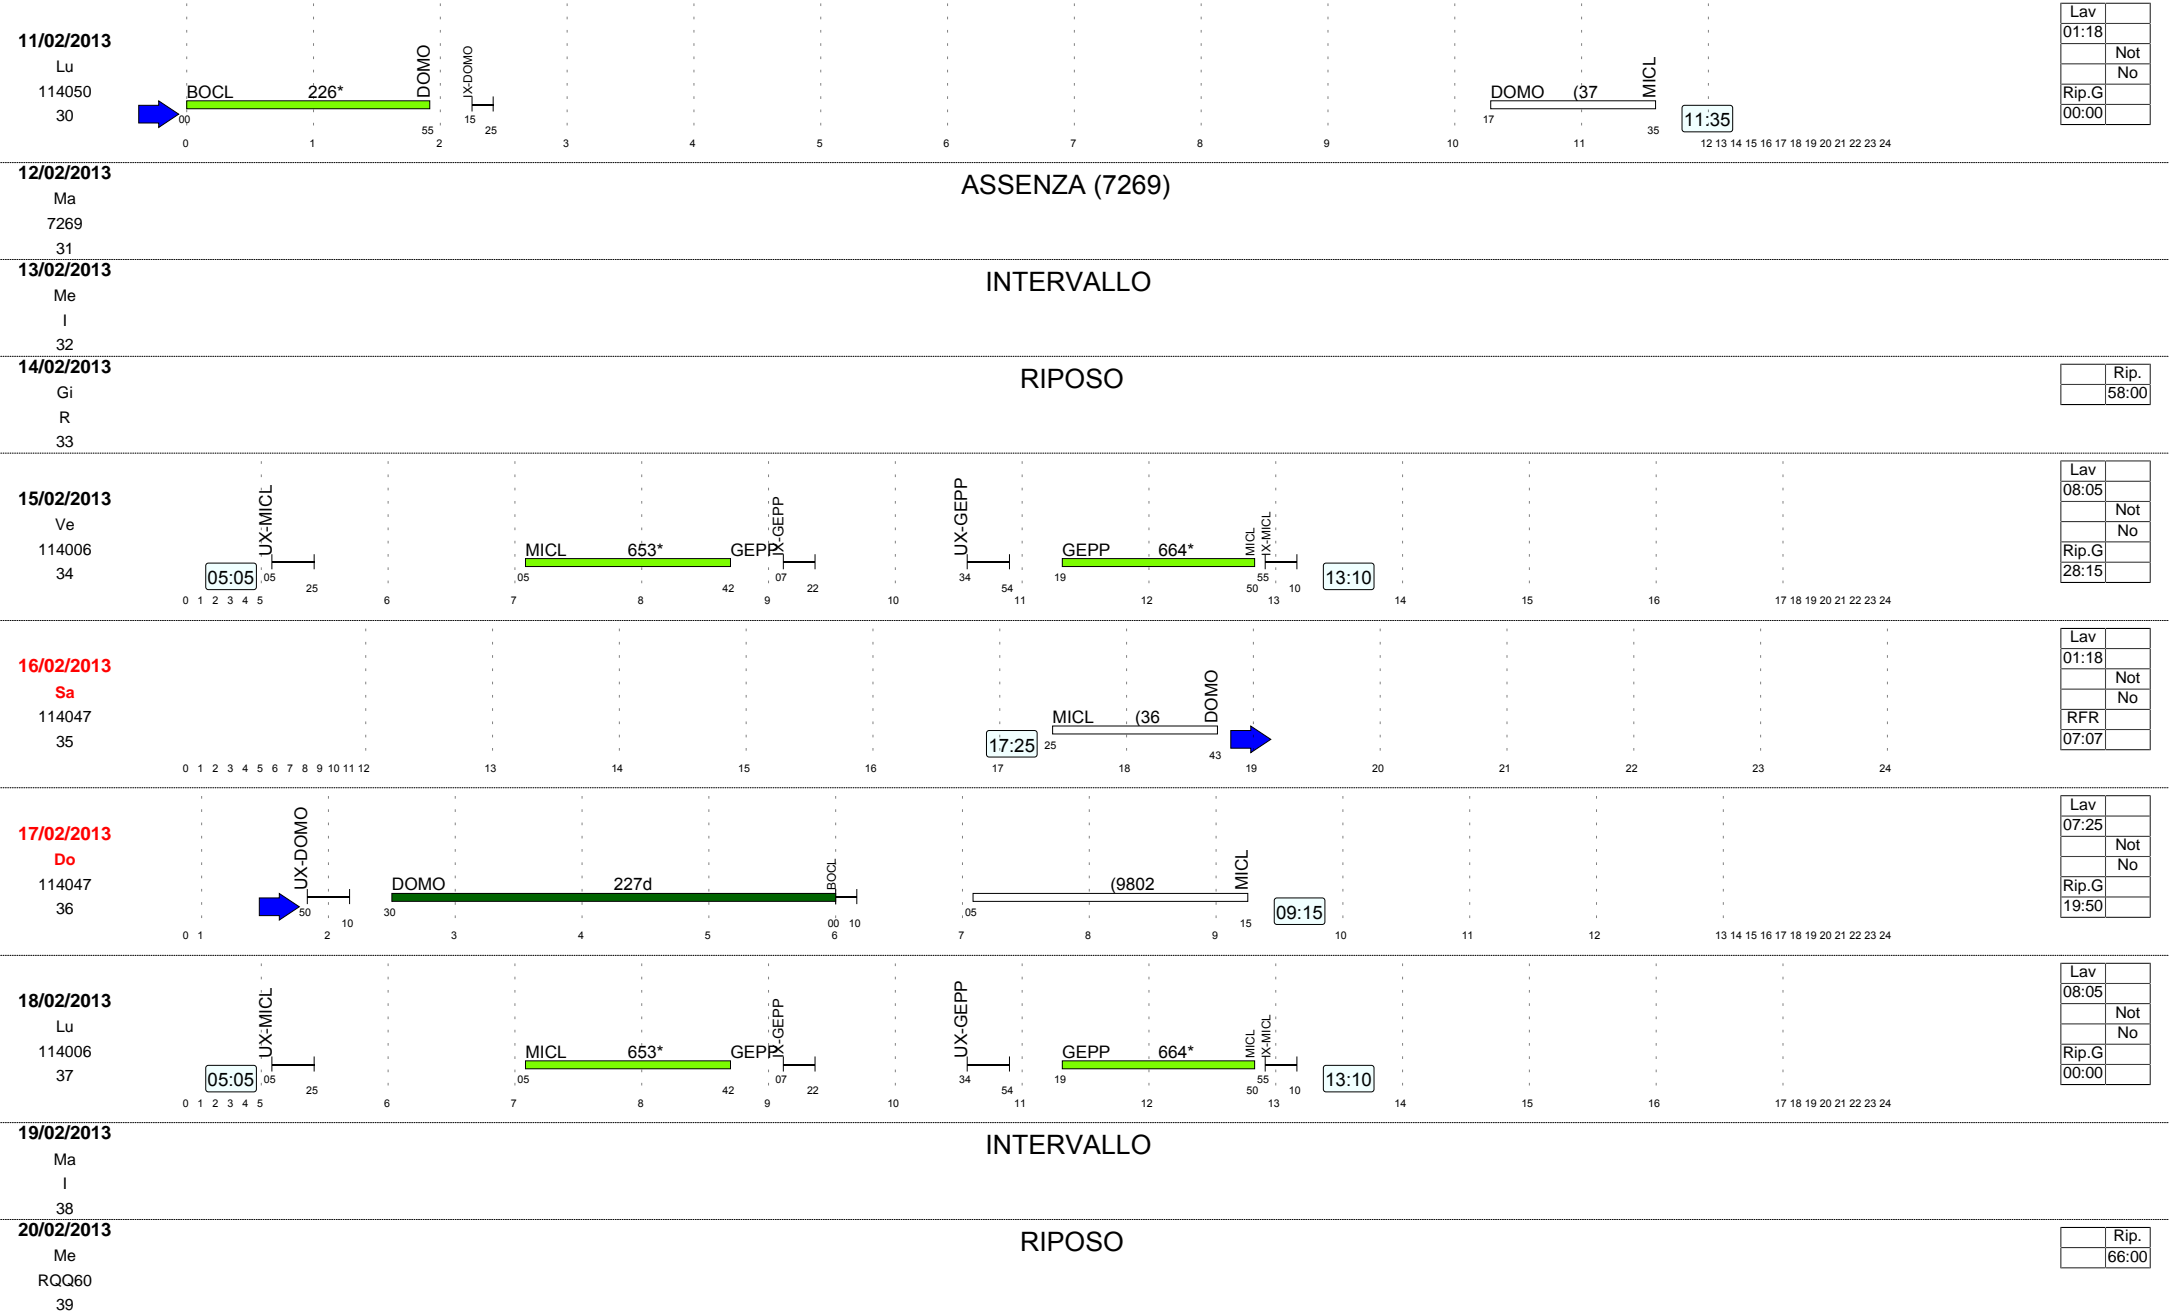 11/02/2013
Lu
114050
30
BOCL 226* DOMO IX-DOMO DOMO (37 MICL
00 55 15 25 17 35 11:35
0 1 2 3 4 5 6 7 8 9 10 11 12 13 14 15 16 17 18 19 20 21 22 23 24
Lav
01:18
Not
No
Rip.G
00:00
12/02/2013
Ma
7269
31
ASSENZA (7269)
13/02/2013
Me
I
32
INTERVALLO
14/02/2013
Gi
R
33
RIPOSO
Rip.
58:00
15/02/2013
Ve
114006
34
UX-MICL MICL 653* GEPP IX-GEPP UX-GEPP GEPP 664* MICL IX-MICL
05:05 05 25 05 42 07 22 34 54 19 50 55 10 13:10
0 1 2 3 4 5 6 7 8 9 10 11 12 13 14 15 16 17 18 19 20 21 22 23 24
Lav
08:05
Not
No
Rip.G
28:15
16/02/2013
Sa
114047
35
MICL (36 DOMO
17:25 25 43
0 1 2 3 4 5 6 7 8 9 10 11 12 13 14 15 16 17 18 19 20 21 22 23 24
Lav
01:18
Not
No
RFR
07:07
17/02/2013
Do
114047
36
UX-DOMO DOMO 227d BOCL (9802 MICL
50 10 30 00 10 05 15 09:15
0 1 2 3 4 5 6 7 8 9 10 11 12 13 14 15 16 17 18 19 20 21 22 23 24
Lav
07:25
Not
No
Rip.G
19:50
18/02/2013
Lu
114006
37
UX-MICL MICL 653* GEPP IX-GEPP UX-GEPP GEPP 664* MICL IX-MICL
05:05 05 25 05 42 07 22 34 54 19 50 55 10 13:10
0 1 2 3 4 5 6 7 8 9 10 11 12 13 14 15 16 17 18 19 20 21 22 23 24
Lav
08:05
Not
No
Rip.G
00:00
19/02/2013
Ma
I
38
INTERVALLO
20/02/2013
Me
RQQ60
39
RIPOSO
Rip.
66:00